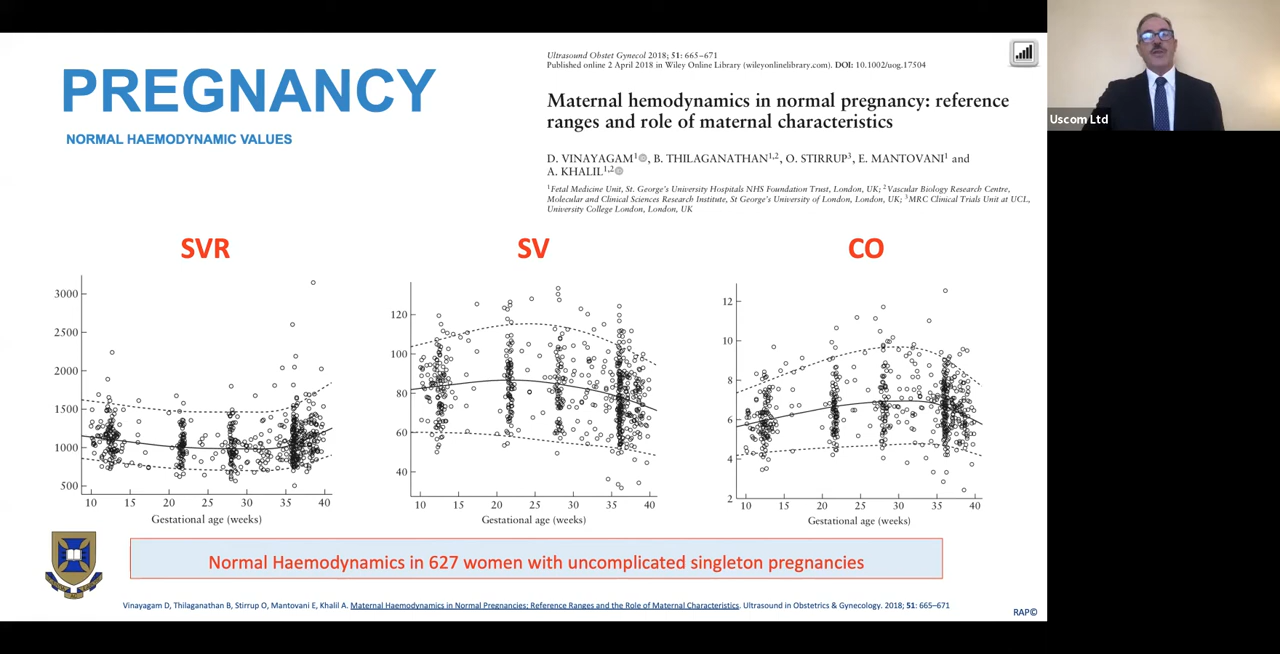 PREGNANCY
NORMAL HAEMODYNAMIC VALUES
Ultrasound Obstet Gynecol 2018; 51: 665–671
Published online 2 April 2018 in Wiley Online Library (wileyonlinelibrary.com). DOI: 10.1002/uog.17504
Maternal hemodynamics in normal pregnancy: reference
ranges and role of maternal characteristics
D. VINAYAGAM1, B. THILAGANATHAN1,2, O. STIRRUP3, E. MANTOVANI1 and
A. KHALIL1,2
1Fetal Medicine Unit, St. George's University Hospitals NHS Foundation Trust, London, UK; 2Vascular Biology Research Centre,
Molecular and Clinical Sciences Research Institute, St George's University of London, London, UK; 3MRC Clinical Trials Unit at UCL,
University College London, London, UK
Uscom Ltd
SVR
3000
2500
2000
1500
1000
500
10 15 20 25 30 35 40
Gestational age (weeks)
SV
120
100
80
60
40
10 15 20 25 30 35 40
Gestational age (weeks)
CO
12
10
8
6
4
2
10 15 20 25 30 35 40
Gestational age (weeks)
Normal Haemodynamics in 627 women with uncomplicated singleton pregnancies
Vinayagam D, Thilaganathan B, Stirrup O, Mantovani E, Khalil A. Maternal Haemodynamics in Normal Pregnancies; Reference Ranges and the Role of Maternal Characteristics. Ultrasound in Obstetrics & Gynecology. 2018; 51: 665–671
RAP©